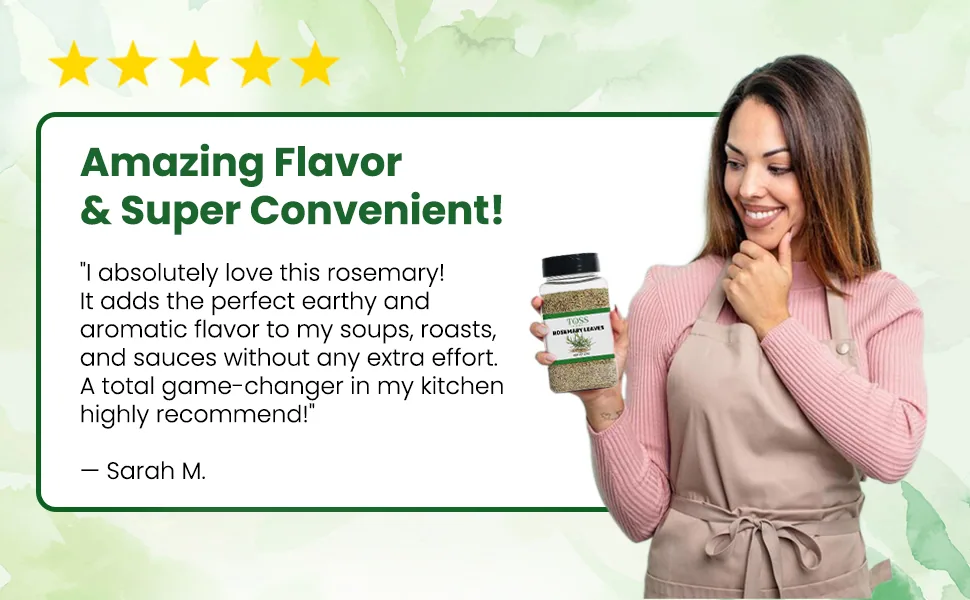 Amazing Flavor
& Super Convenient!
"I absolutely love this rosemary!
It adds the perfect earthy and
aromatic flavor to my soups, roasts,
and sauces without any extra effort.
A total game-changer in my kitchen
highly recommend!"
— Sarah M.
TOSS
ROSEMARY LEAVES